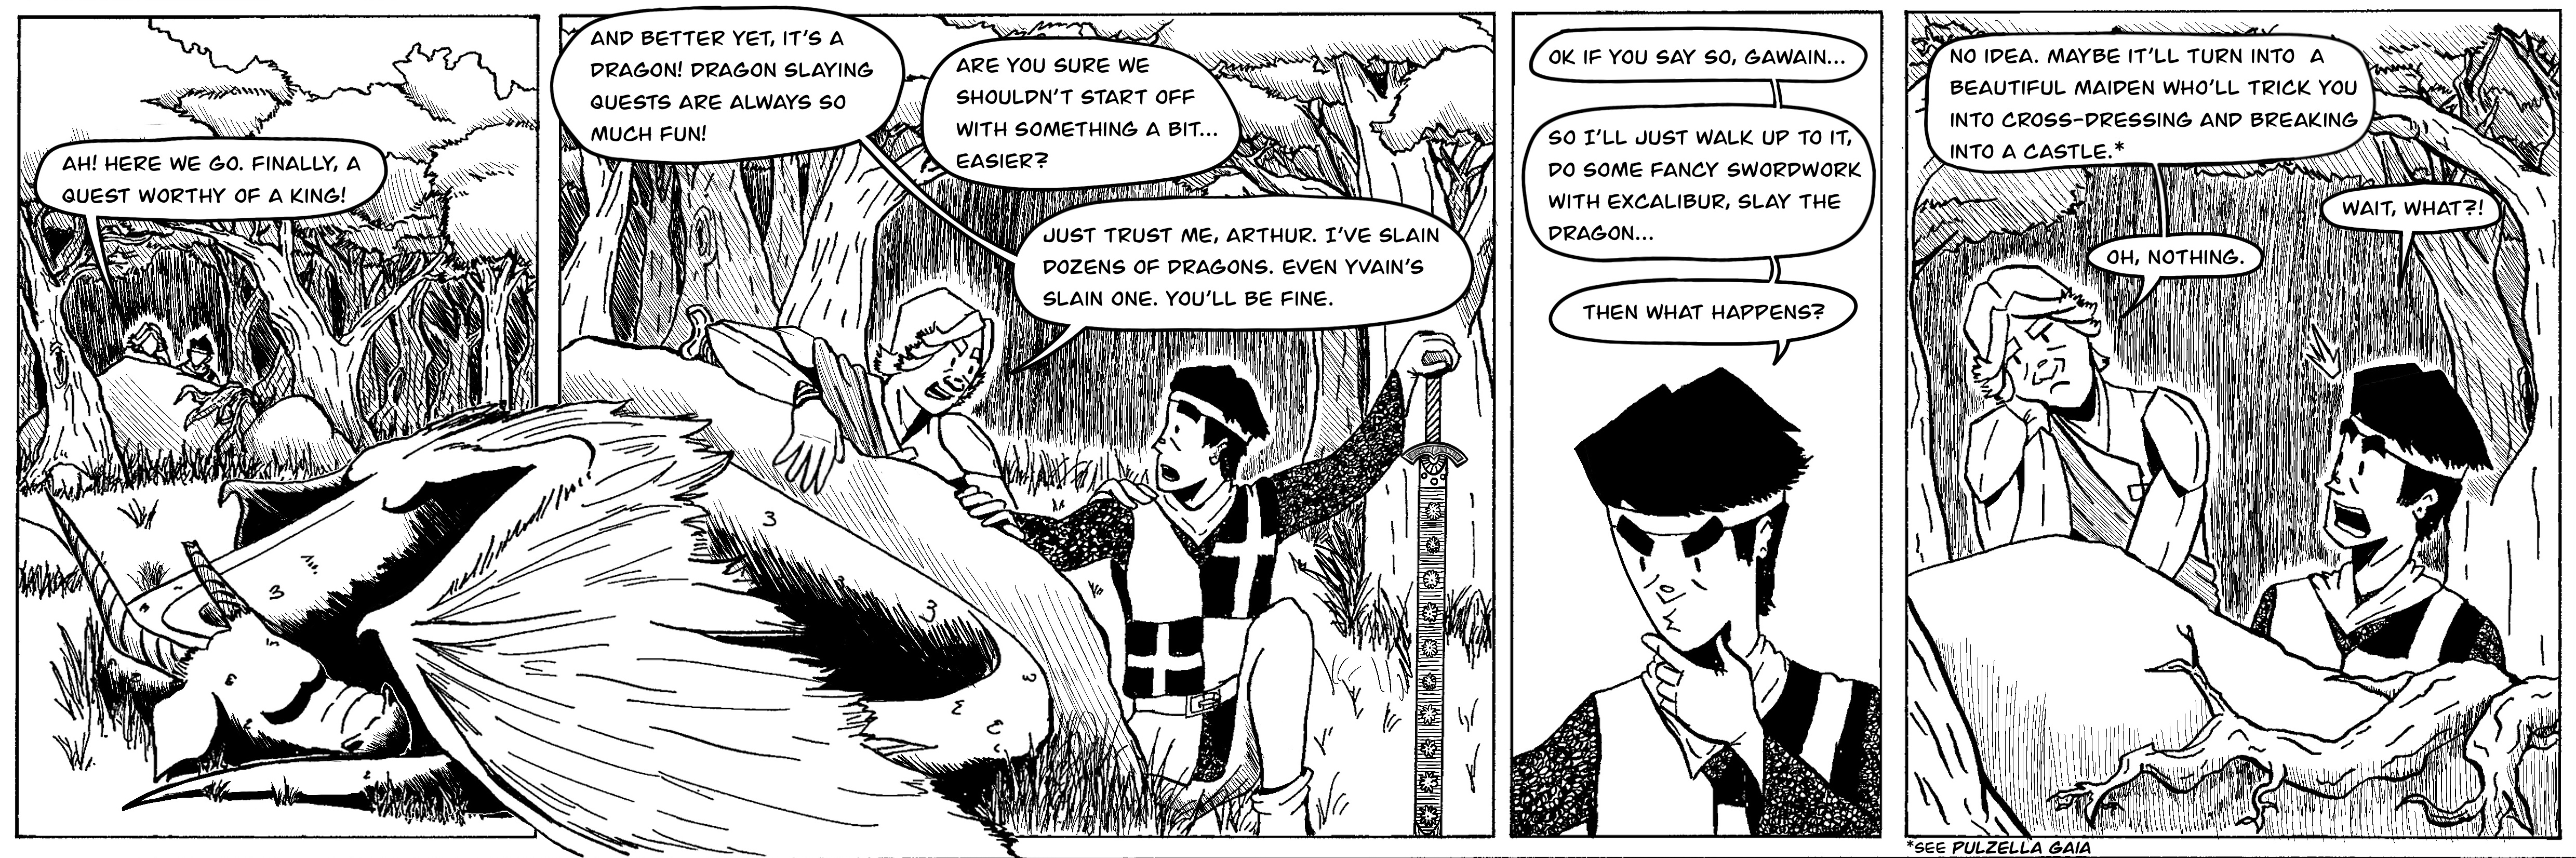 AH! HERE WE GO. FINALLY, A
QUEST WORTHY OF A KING!
AND BETTER YET, IT'S A
DRAGON! DRAGON SLAYING
QUESTS ARE ALWAYS SO
MUCH FUN!
ARE YOU SURE WE
SHOULDN'T START OFF
WITH SOMETHING A BIT...
EASIER?
JUST TRUST ME, ARTHUR. I'VE SLAIN
DOZENS OF DRAGONS. EVEN YVAIN'S
SLAIN ONE. YOU'LL BE FINE.
OK IF YOU SAY SO, GAWAIN...
SO I'LL JUST WALK UP TO IT,
DO SOME FANCY SWORDWORK
WITH EXCALIBUR, SLAY THE
DRAGON...
THEN WHAT HAPPENS?
NO IDEA. MAYBE IT'LL TURN INTO A
BEAUTIFUL MAIDEN WHO'LL TRICK YOU
INTO CROSS-DRESSING AND BREAKING
INTO A CASTLE.*
WAIT, WHAT?!
OH, NOTHING.
*SEE PULZELLA GAIA